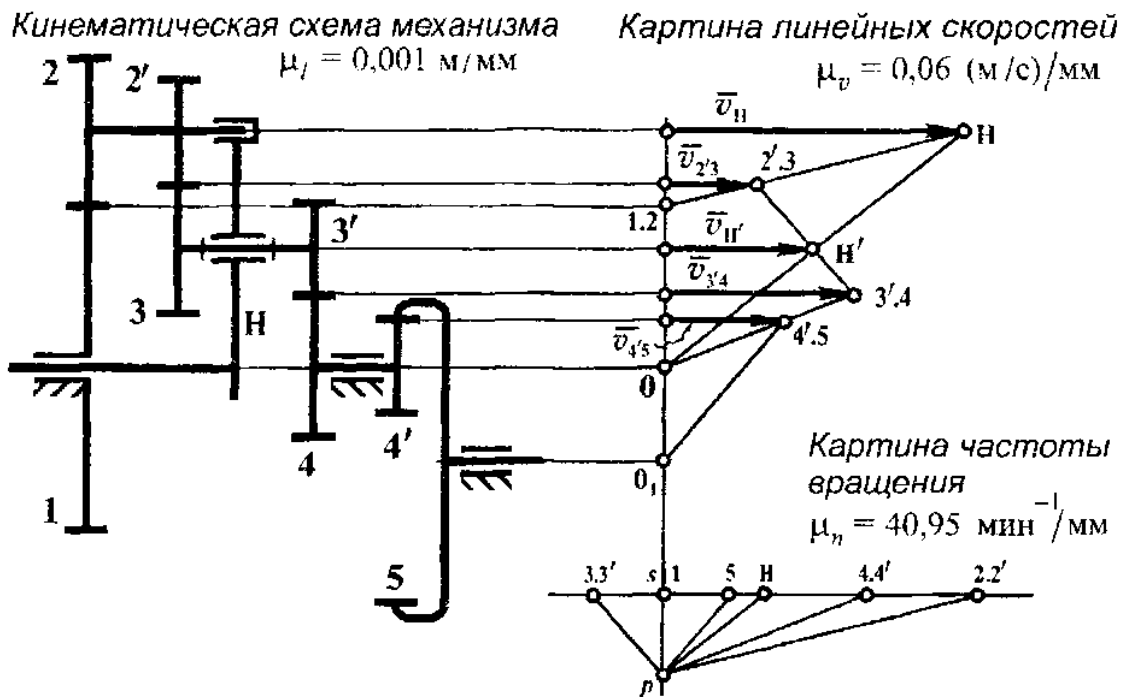 Кинематическая схема механизма
μl = 0,001 м/мм
Картина линейных скоростей
μv = 0,06 (м/с)/мм
2
2′
v̅H
H
v̅2′3
2′.3
1.2
3′
v̅H′
H′
v̅3′4
3′.4
3
H
v̅4′5
4′.5
0
4′
4
0₁
1
5
Картина частоты
вращения
μn = 40,95 мин⁻¹/мм
3.3′ s 1 5 H 4.4′ 2.2′
p